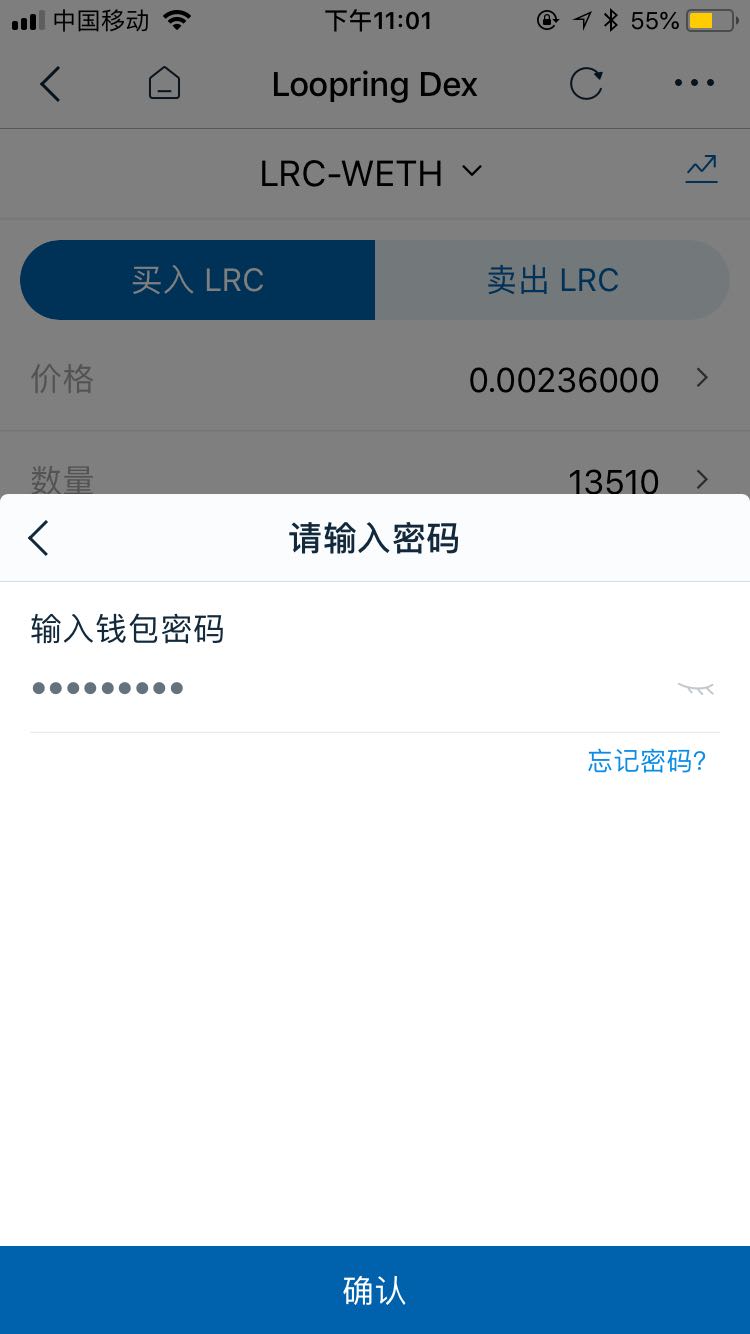 中国移动 下午11:01 55%
Loopring Dex
LRC-WETH
买入 LRC 卖出 LRC
价格 0.00236000
数量 13510
请输入密码
输入钱包密码
•••••••••
忘记密码?
确认